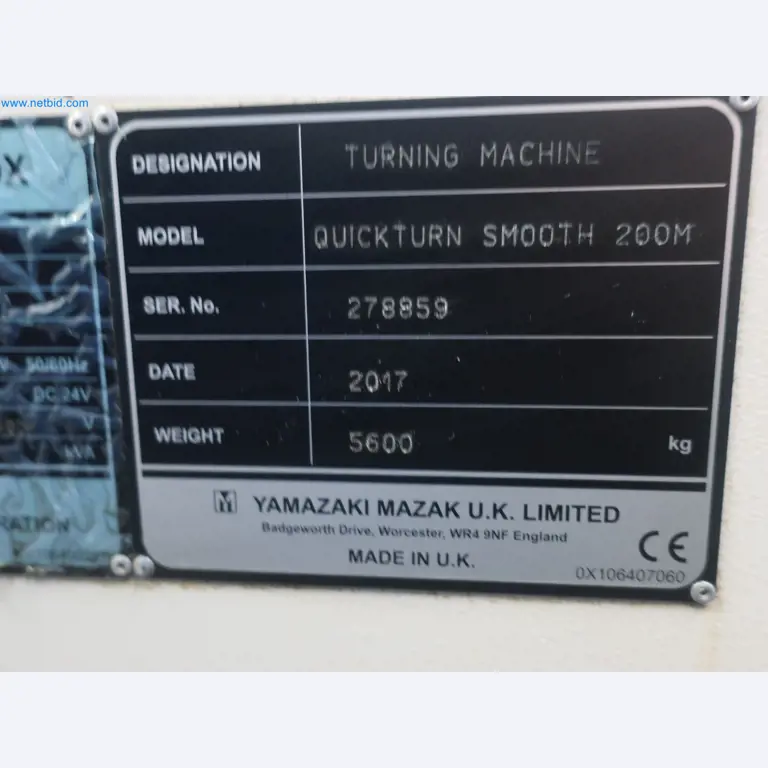 www.netbid.com
DESIGNATION TURNING MACHINE
MODEL QUICKTURN SMOOTH 200M
SER. No. 278859
DATE 2017
WEIGHT 5600 kg
YAMAZAKI MAZAK U.K. LIMITED
Badgeworth Drive, Worcester, WR4 9NF England
MADE IN U.K.
CE
0X106407060
50/60Hz
DC 24V
V
kVA